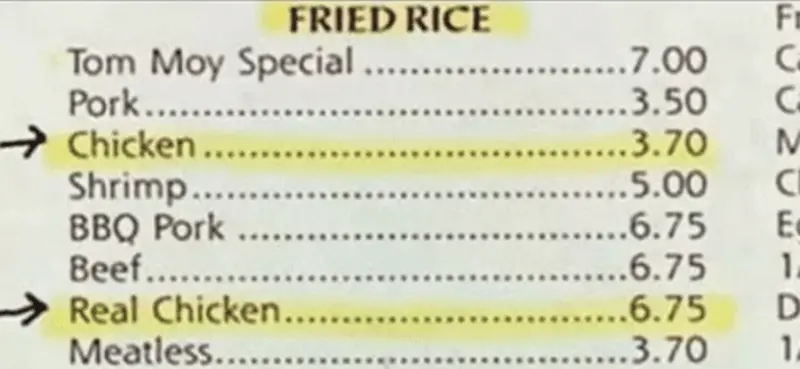 FRIED RICE
Tom Moy Special ............................7.00
Pork................................................3.50
Chicken ..........................................3.70
Shrimp...........................................5.00
BBQ Pork ......................................6.75
Beef................................................6.75
Real Chicken..................................6.75
Meatless.........................................3.70